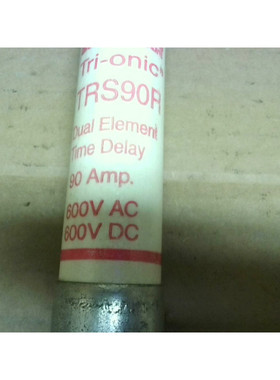 Tri-onic®
TRS90R
Dual Element
Time Delay
90 Amp.
600V AC
600V DC